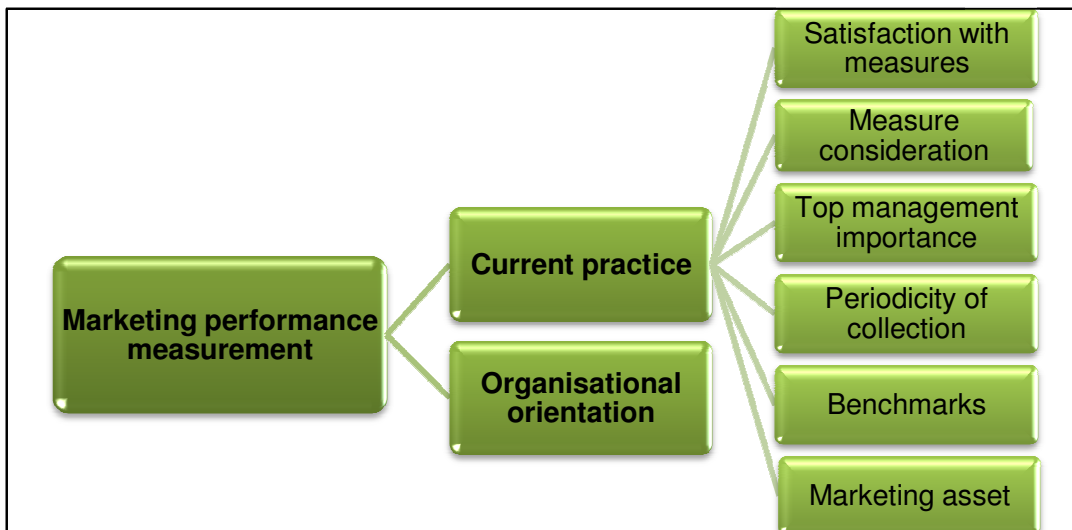 Marketing performance
measurement
Current practice
Organisational
orientation
Satisfaction with
measures
Measure
consideration
Top management
importance
Periodicity of
collection
Benchmarks
Marketing asset